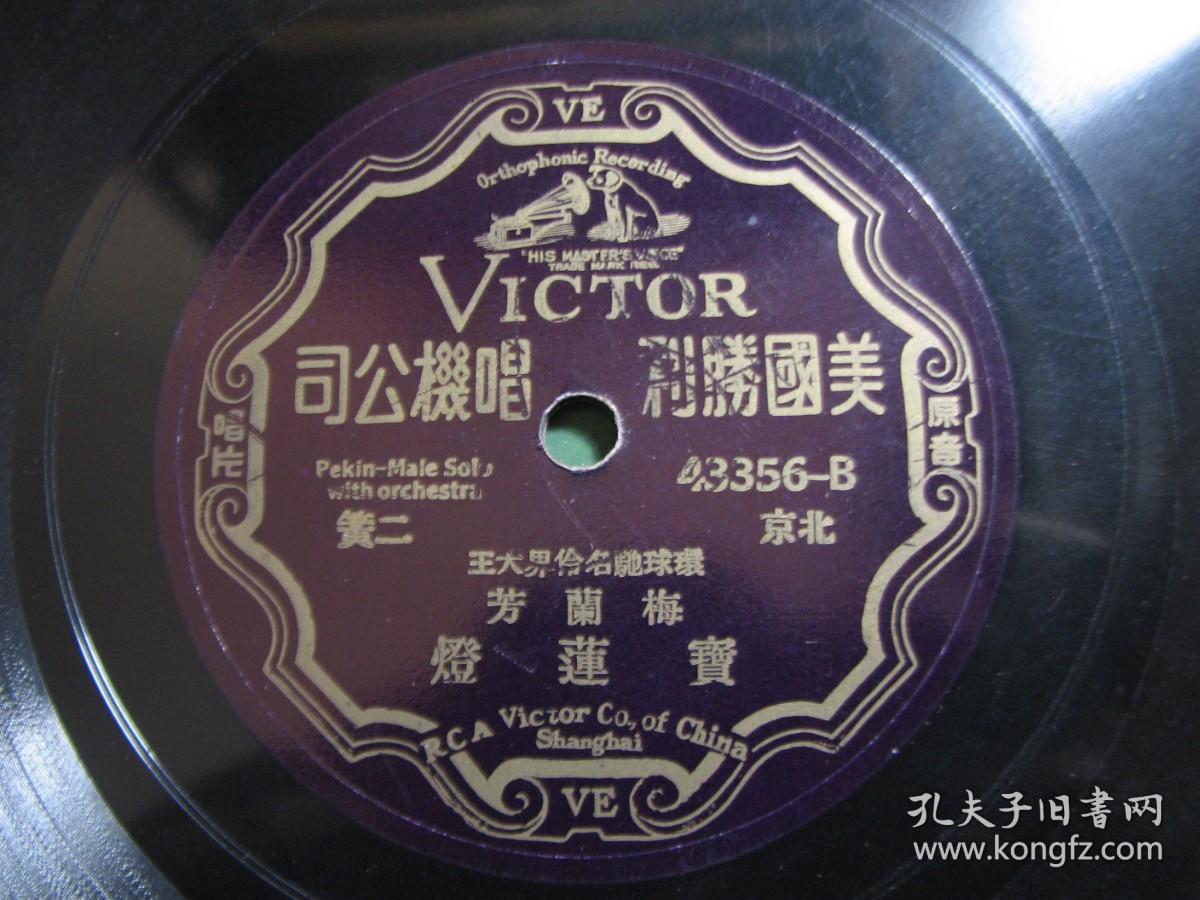 VE
Orthophonic Recording
"HIS MASTER'S VOICE"
TRADE MARK REG.
VICTOR
美國勝利唱機公司
原音
唱片
Pekin-Male Solo
with orchestra
43356-B
北京
二簧
環球馳名伶界大王
梅蘭芳
寶蓮燈
RCA Victor Co., of China
Shanghai
VE
孔夫子旧书网
www.kongfz.com